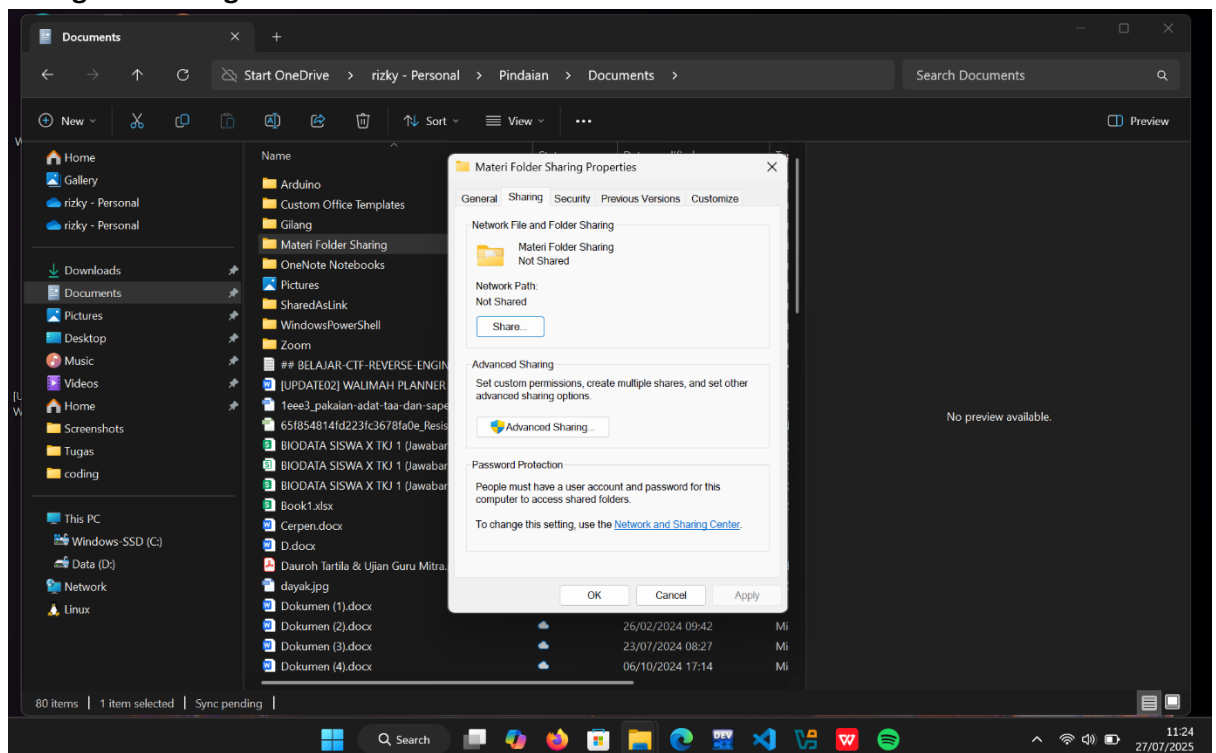 Documents
Start OneDrive > rizky - Personal > Pindaian > Documents >
Search Documents
New
Sort
View
Preview
Home
Gallery
rizky - Personal
rizky - Personal
Downloads
Documents
Pictures
Desktop
Music
Videos
Home
Screenshots
Tugas
coding
This PC
Windows-SSD (C:)
Data (D:)
Network
Linux
Name
Arduino
Custom Office Templates
Gilang
Materi Folder Sharing
OneNote Notebooks
Pictures
SharedAsLink
WindowsPowerShell
Zoom
## BELAJAR-CTF-REVERSE-ENGIN
[UPDATE02] WALIMAH PLANNER
1eee3_pakaian-adat-taa-dan-sape
65f854814fd223fc3678fa0e_Resis
BIODATA SISWA X TKJ 1 (Jawabar
BIODATA SISWA X TKJ 1 (Jawabar
BIODATA SISWA X TKJ 1 (Jawabar
Book1.xlsx
Cerpen.docx
D.docx
Dauroh Tartila & Ujian Guru Mitra.
dayak.jpg
Dokumen (1).docx
Dokumen (2).docx 26/02/2024 09:42 Mi
Dokumen (3).docx 23/07/2024 08:27 Mi
Dokumen (4).docx 06/10/2024 17:14 Mi
Materi Folder Sharing Properties
General Sharing Security Previous Versions Customize
Network File and Folder Sharing
Materi Folder Sharing
Not Shared
Network Path:
Not Shared
Share...
Advanced Sharing
Set custom permissions, create multiple shares, and set other
advanced sharing options.
Advanced Sharing...
Password Protection
People must have a user account and password for this
computer to access shared folders.
To change this setting, use the Network and Sharing Center.
OK Cancel Apply
No preview available.
80 items 1 item selected Sync pending
Search
11:24
27/07/2025